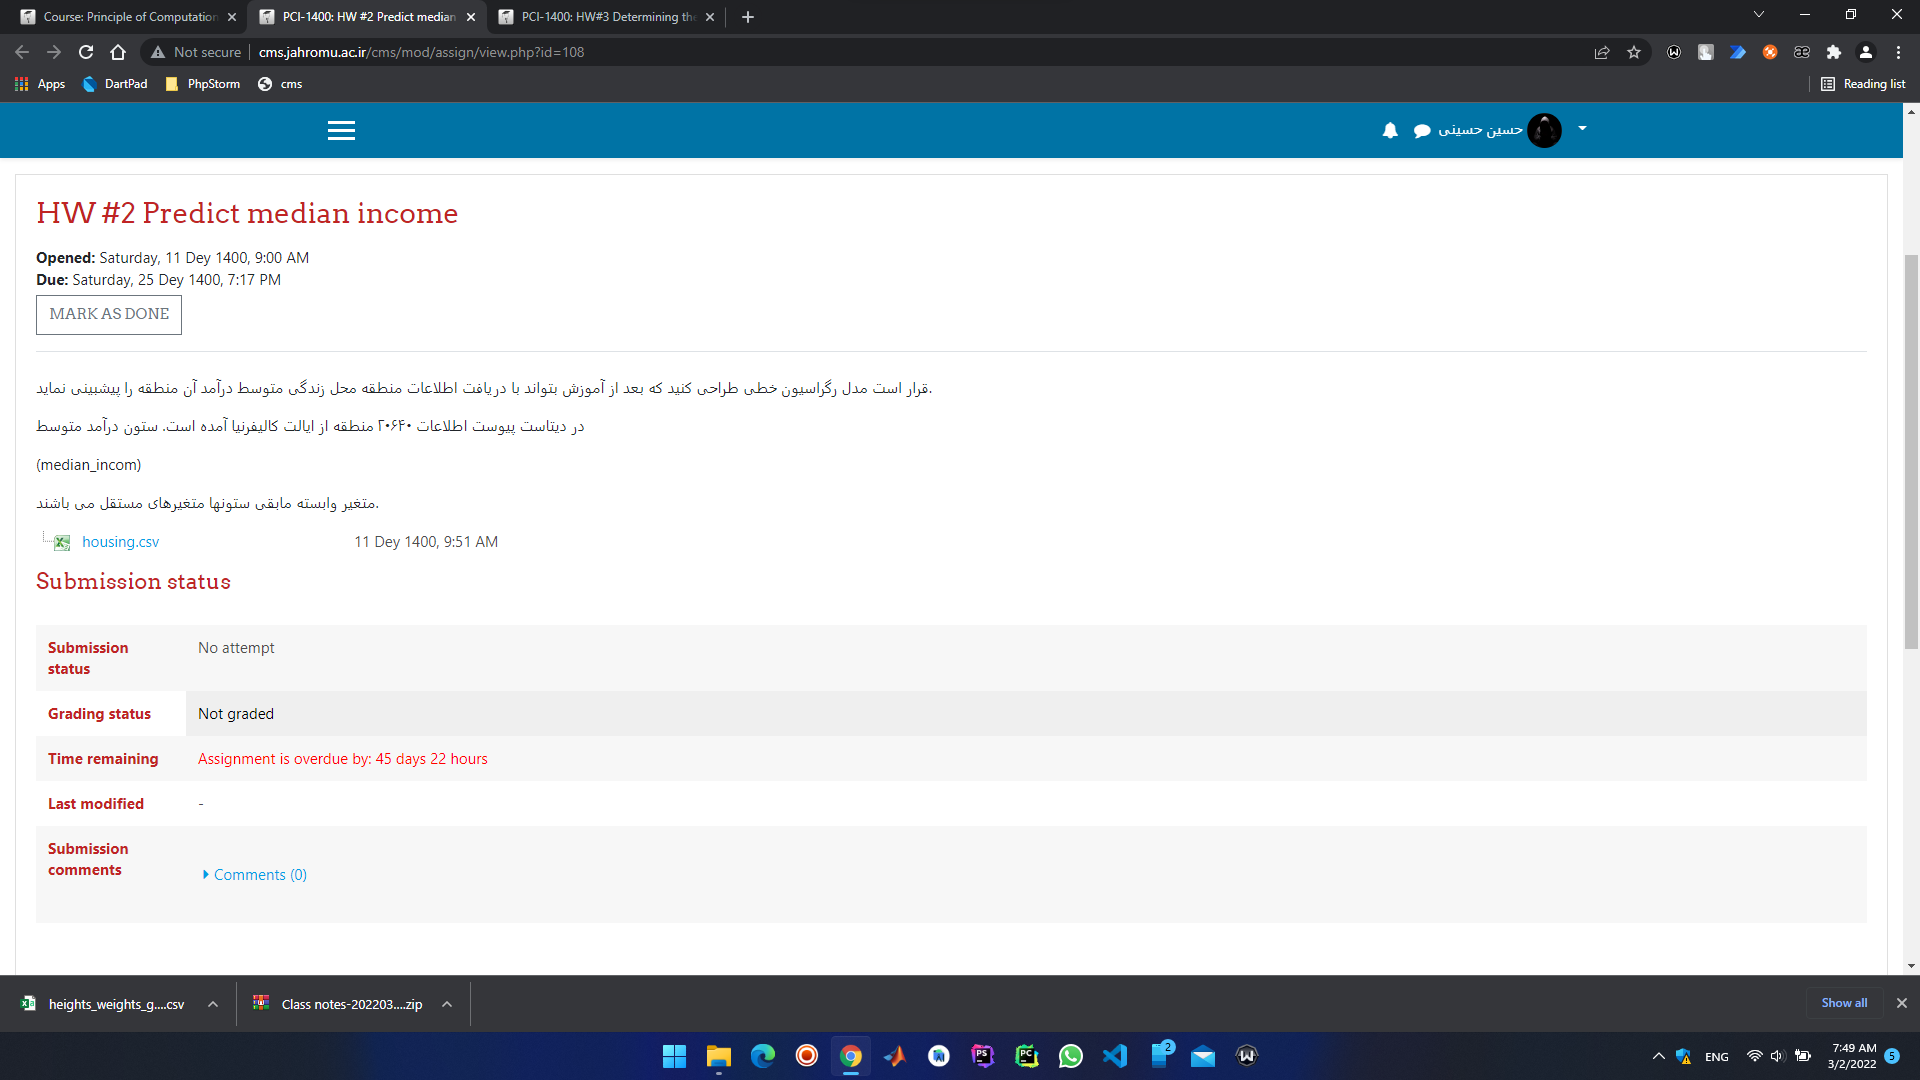 Course: Principle of Computation
PCI-1400: HW #2 Predict median
PCI-1400: HW#3 Determining the
Not secure
cms.jahromu.ac.ir/cms/mod/assign/view.php?id=108
Apps
DartPad
PhpStorm
cms
Reading list
حسین حسینی
HW #2 Predict median income
Opened: Saturday, 11 Dey 1400, 9:00 AM
Due: Saturday, 25 Dey 1400, 7:17 PM
MARK AS DONE
قرار است مدل رگراسیون خطی طراحی کنید که بعد از آموزش بتواند با دریافت اطلاعات منطقه محل زندگی متوسط درآمد آن منطقه را پیشبینی نماید.
در دیتاست پیوست اطلاعات ۲۰۶۴۰ منطقه از ایالت کالیفرنیا آمده است. ستون درآمد متوسط
(median_incom)
متغیر وابسته مابقی ستونها متغیرهای مستقل می باشند.
housing.csv 11 Dey 1400, 9:51 AM
Submission status
Submission status No attempt
Grading status Not graded
Time remaining Assignment is overdue by: 45 days 22 hours
Last modified -
Submission comments Comments (0)
heights_weights_g....csv
Class notes-202203....zip
Show all
2
ENG
7:49 AM
3/2/2022
5